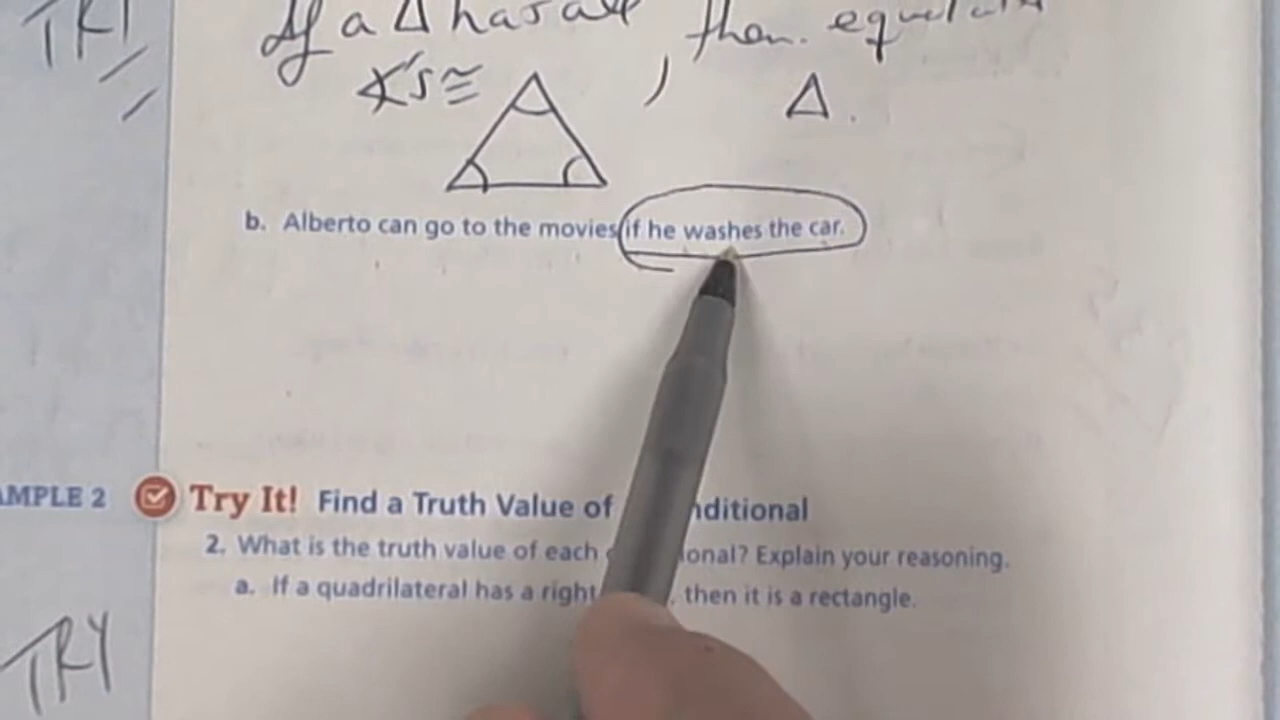 TRY
If a Δ has all , then equilateral
∡'s ≅ Δ.
b. Alberto can go to the movies if he washes the car.
AMPLE 2 Try It! Find a Truth Value of nditional
2. What is the truth value of each onal? Explain your reasoning.
a. If a quadrilateral has a right , then it is a rectangle.
TRY